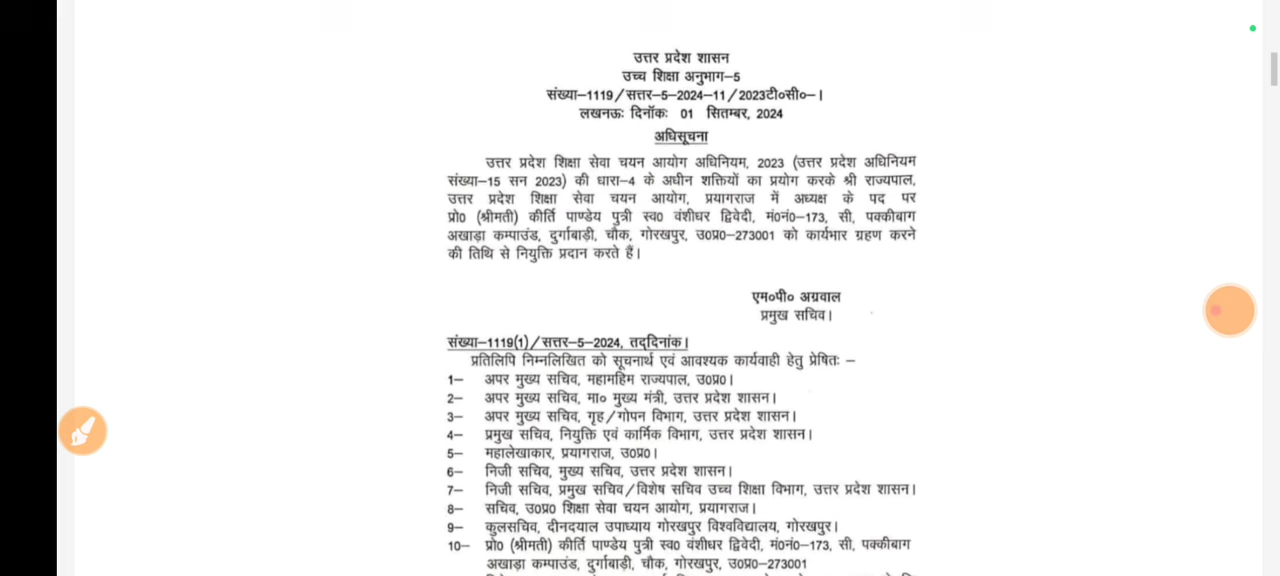 उत्तर प्रदेश शासन
उच्च शिक्षा अनुभाग-5
संख्या-1119/सत्तर-5-2024-11/2023टी०सी०-।
लखनऊः दिनॉकः 01 सितम्बर, 2024
अधिसूचना
उत्तर प्रदेश शिक्षा सेवा चयन आयोग अधिनियम, 2023 (उत्तर प्रदेश अधिनियम
संख्या-15 सन 2023) की धारा-4 के अधीन शक्तियों का प्रयोग करके श्री राज्यपाल,
उत्तर प्रदेश शिक्षा सेवा चयन आयोग, प्रयागराज में अध्यक्ष के पद पर
प्रो० (श्रीमती) कीर्ति पाण्डेय पुत्री स्व० वंशीधर द्विवेदी, मं०नं०-173, सी, पक्कीबाग
अखाड़ा कम्पाउंड, दुर्गाबाड़ी, चौक, गोरखपुर, उ०प्र०-273001 को कार्यभार ग्रहण करने
की तिथि से नियुक्ति प्रदान करते हैं।
एम०पी० अग्रवाल
प्रमुख सचिव।
संख्या-1119(1)/सत्तर-5-2024, तद्दिनांक।
प्रतिलिपि निम्नलिखित को सूचनार्थ एवं आवश्यक कार्यवाही हेतु प्रेषितः -
1- अपर मुख्य सचिव, महामहिम राज्यपाल, उ०प्र०।
2- अपर मुख्य सचिव, मा० मुख्य मंत्री, उत्तर प्रदेश शासन।
3- अपर मुख्य सचिव, गृह/गोपन विभाग, उत्तर प्रदेश शासन।
4- प्रमुख सचिव, नियुक्ति एवं कार्मिक विभाग, उत्तर प्रदेश शासन।
5- महालेखाकार, प्रयागराज, उ०प्र०।
6- निजी सचिव, मुख्य सचिव, उत्तर प्रदेश शासन।
7- निजी सचिव, प्रमुख सचिव/विशेष सचिव उच्च शिक्षा विभाग, उत्तर प्रदेश शासन।
8- सचिव, उ०प्र० शिक्षा सेवा चयन आयोग, प्रयागराज।
9- कुलसचिव, दीनदयाल उपाध्याय गोरखपुर विश्वविद्यालय, गोरखपुर।
10- प्रो० (श्रीमती) कीर्ति पाण्डेय पुत्री स्व० वंशीधर द्विवेदी, मं०नं०-173, सी, पक्कीबाग
अखाड़ा कम्पाउंड, दुर्गाबाड़ी, चौक, गोरखपुर, उ०प्र०-273001